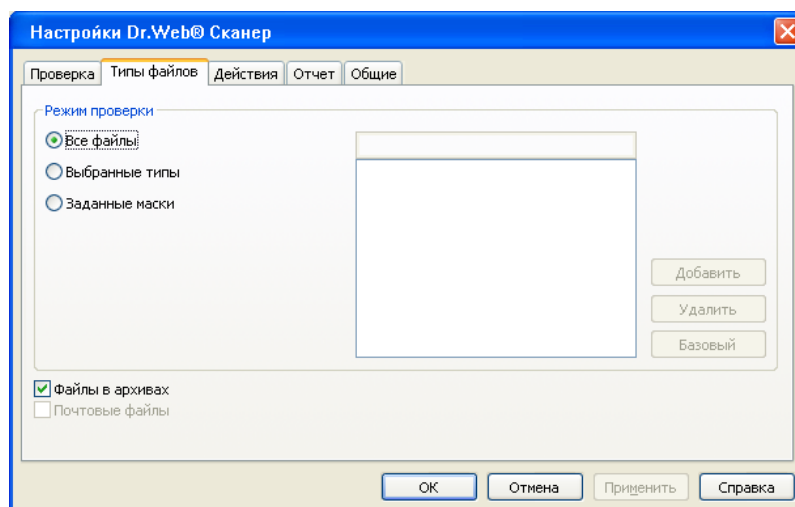 Настройки Dr.Web® Сканер
Проверка Типы файлов Действия Отчет Общие
Режим проверки
Все файлы
Выбранные типы
Заданные маски
Добавить
Удалить
Базовый
Файлы в архивах
Почтовые файлы
ОК Отмена Применить Справка